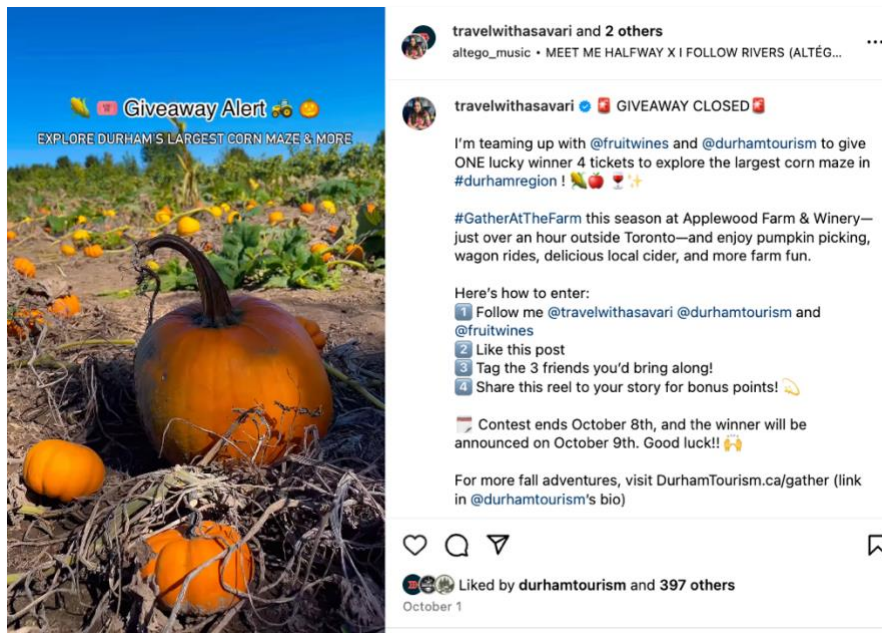 🌽 🎟️ Giveaway Alert 🚜 🎃
EXPLORE DURHAM'S LARGEST CORN MAZE & MORE
travelwithasavari and 2 others
altego_music • MEET ME HALFWAY X I FOLLOW RIVERS (ALTÉG...
travelwithasavari 🚨 GIVEAWAY CLOSED🚨
I'm teaming up with @fruitwines and @durhamtourism to give
ONE lucky winner 4 tickets to explore the largest corn maze in
#durhamregion ! 🌽🍎 🍷✨
#GatherAtTheFarm this season at Applewood Farm & Winery—
just over an hour outside Toronto—and enjoy pumpkin picking,
wagon rides, delicious local cider, and more farm fun.
Here's how to enter:
1️⃣ Follow me @travelwithasavari @durhamtourism and
@fruitwines
2️⃣ Like this post
3️⃣ Tag the 3 friends you'd bring along!
4️⃣ Share this reel to your story for bonus points! 💫
🗓️ Contest ends October 8th, and the winner will be
announced on October 9th. Good luck!! 🙌
For more fall adventures, visit DurhamTourism.ca/gather (link
in @durhamtourism's bio)
Liked by durhamtourism and 397 others
October 1